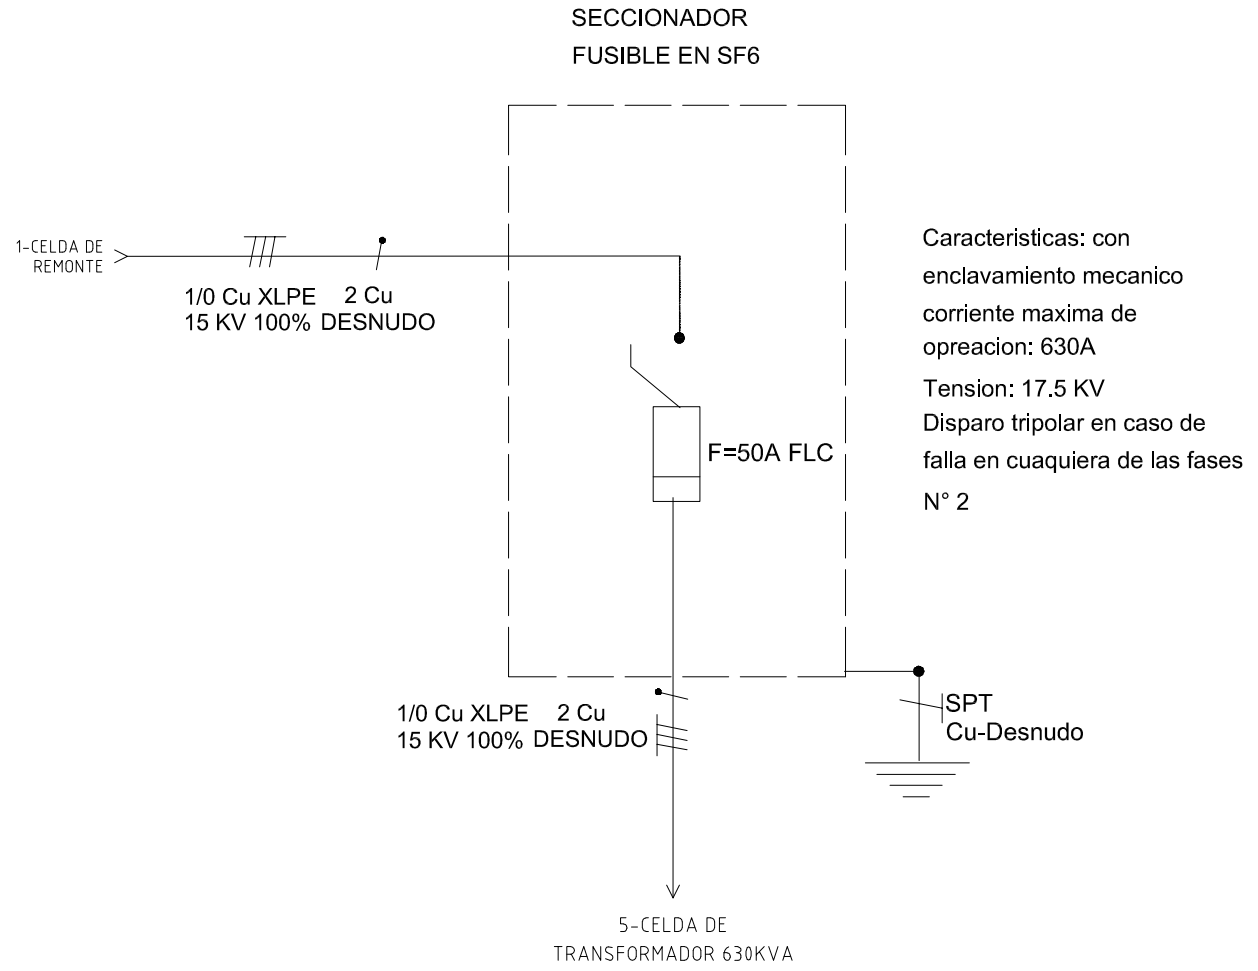 SECCIONADOR
FUSIBLE EN SF6
1-CELDA DE
REMONTE
1/0 Cu XLPE 2 Cu
15 KV 100% DESNUDO
Caracteristicas: con
enclavamiento mecanico
corriente maxima de
opreacion: 630A
Tension: 17.5 KV
Disparo tripolar en caso de
falla en cuaquiera de las fases
N° 2
F=50A FLC
1/0 Cu XLPE 2 Cu
15 KV 100% DESNUDO
SPT
Cu-Desnudo
5-CELDA DE
TRANSFORMADOR 630KVA